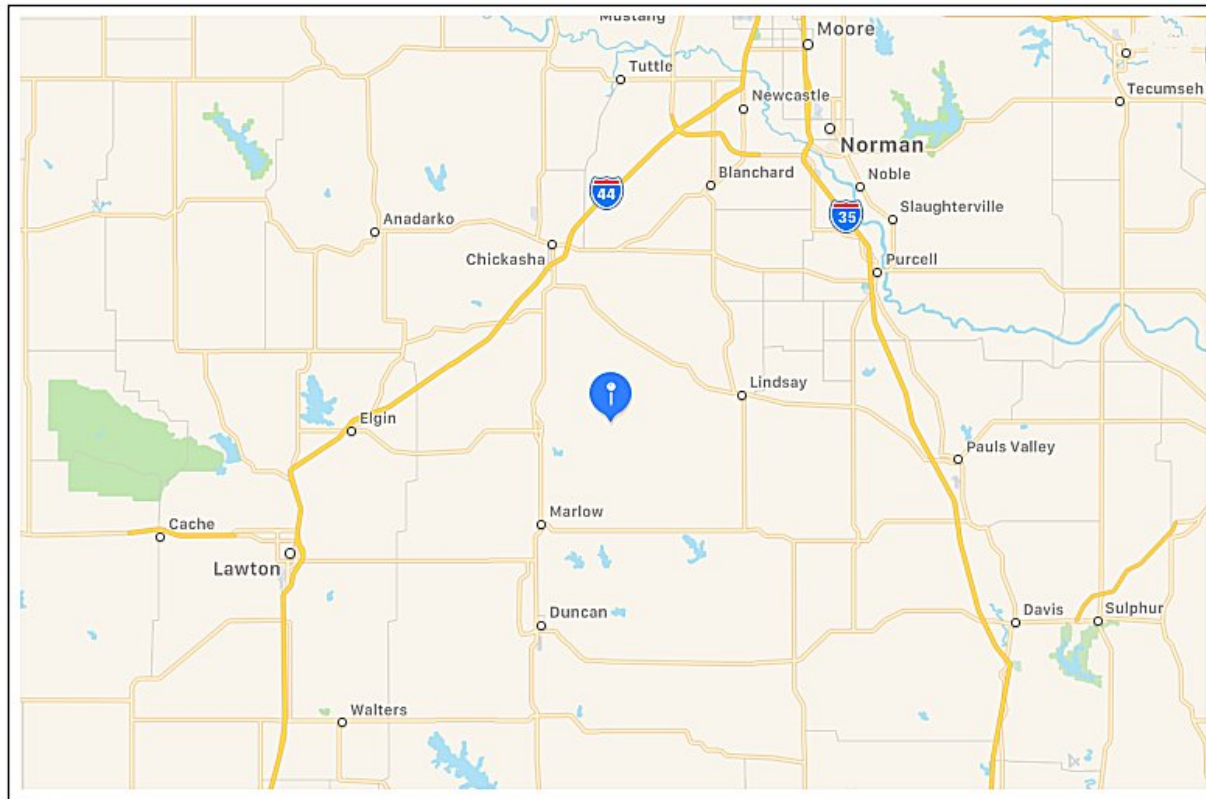 Mustang
Moore
Tuttle
Newcastle
Tecumseh
Norman
Blanchard
Noble
44
Slaughterville
35
Anadarko
Chickasha
Purcell
Lindsay
Elgin
Pauls Valley
Marlow
Cache
Lawton
Duncan
Davis
Sulphur
Walters